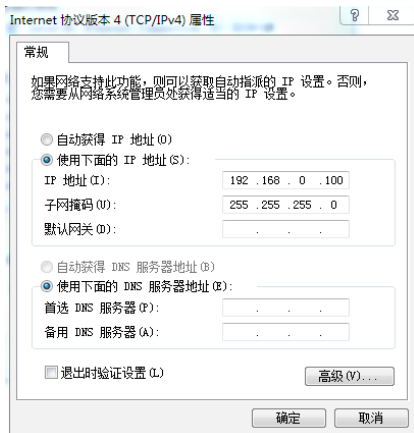 Internet 协议版本 4 (TCP/IPv4) 属性
常规
如果网络支持此功能，则可以获取自动指派的 IP 设置。否则，
您需要从网络系统管理员处获得适当的 IP 设置。
自动获得 IP 地址(O)
使用下面的 IP 地址(S):
IP 地址(I): 192 .168 . 0 .100
子网掩码(U): 255 .255 .255 . 0
默认网关(D): . . .
自动获得 DNS 服务器地址(B)
使用下面的 DNS 服务器地址(E):
首选 DNS 服务器(P): . . .
备用 DNS 服务器(A): . . .
退出时验证设置(L)
高级(V)...
确定 取消